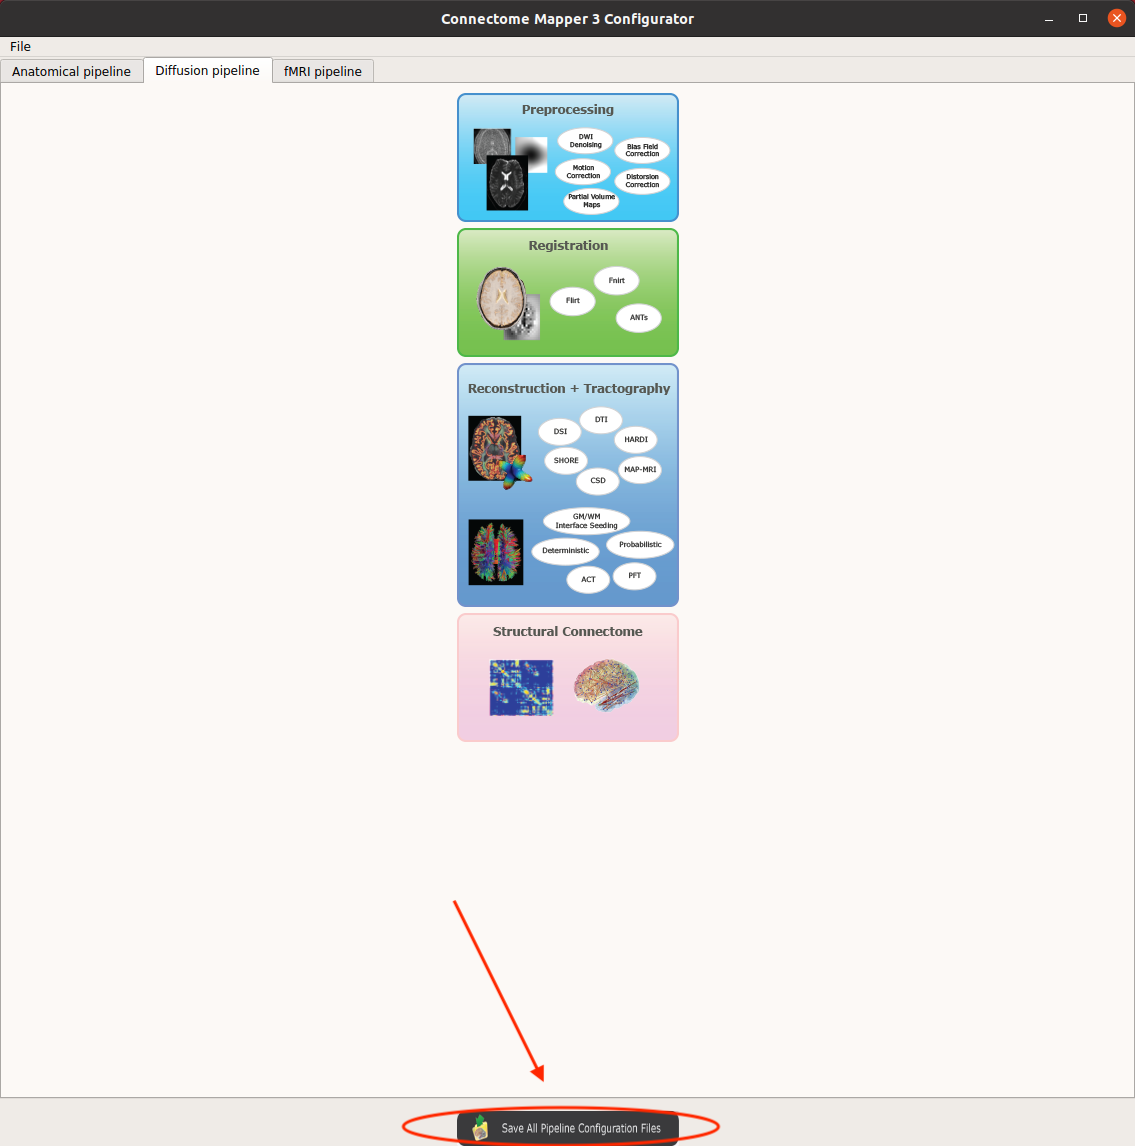 Connectome Mapper 3 Configurator
File
Anatomical pipeline
Diffusion pipeline
fMRI pipeline
Preprocessing
DWI
Denoising
Bias Field
Correction
Motion
Correction
Distorsion
Correction
Partial Volume
Maps
Registration
Fnirt
Flirt
ANTs
Reconstruction + Tractography
DTI
DSI
HARDI
SHORE
MAP-MRI
CSD
GM/WM
Interface Seeding
Probabilistic
Deterministic
PFT
ACT
Structural Connectome
Save All Pipeline Configuration Files